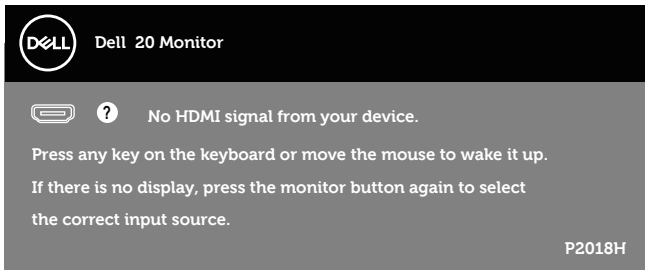 DELL
Dell 20 Monitor
? No HDMI signal from your device.
Press any key on the keyboard or move the mouse to wake it up.
If there is no display, press the monitor button again to select
the correct input source.
P2018H